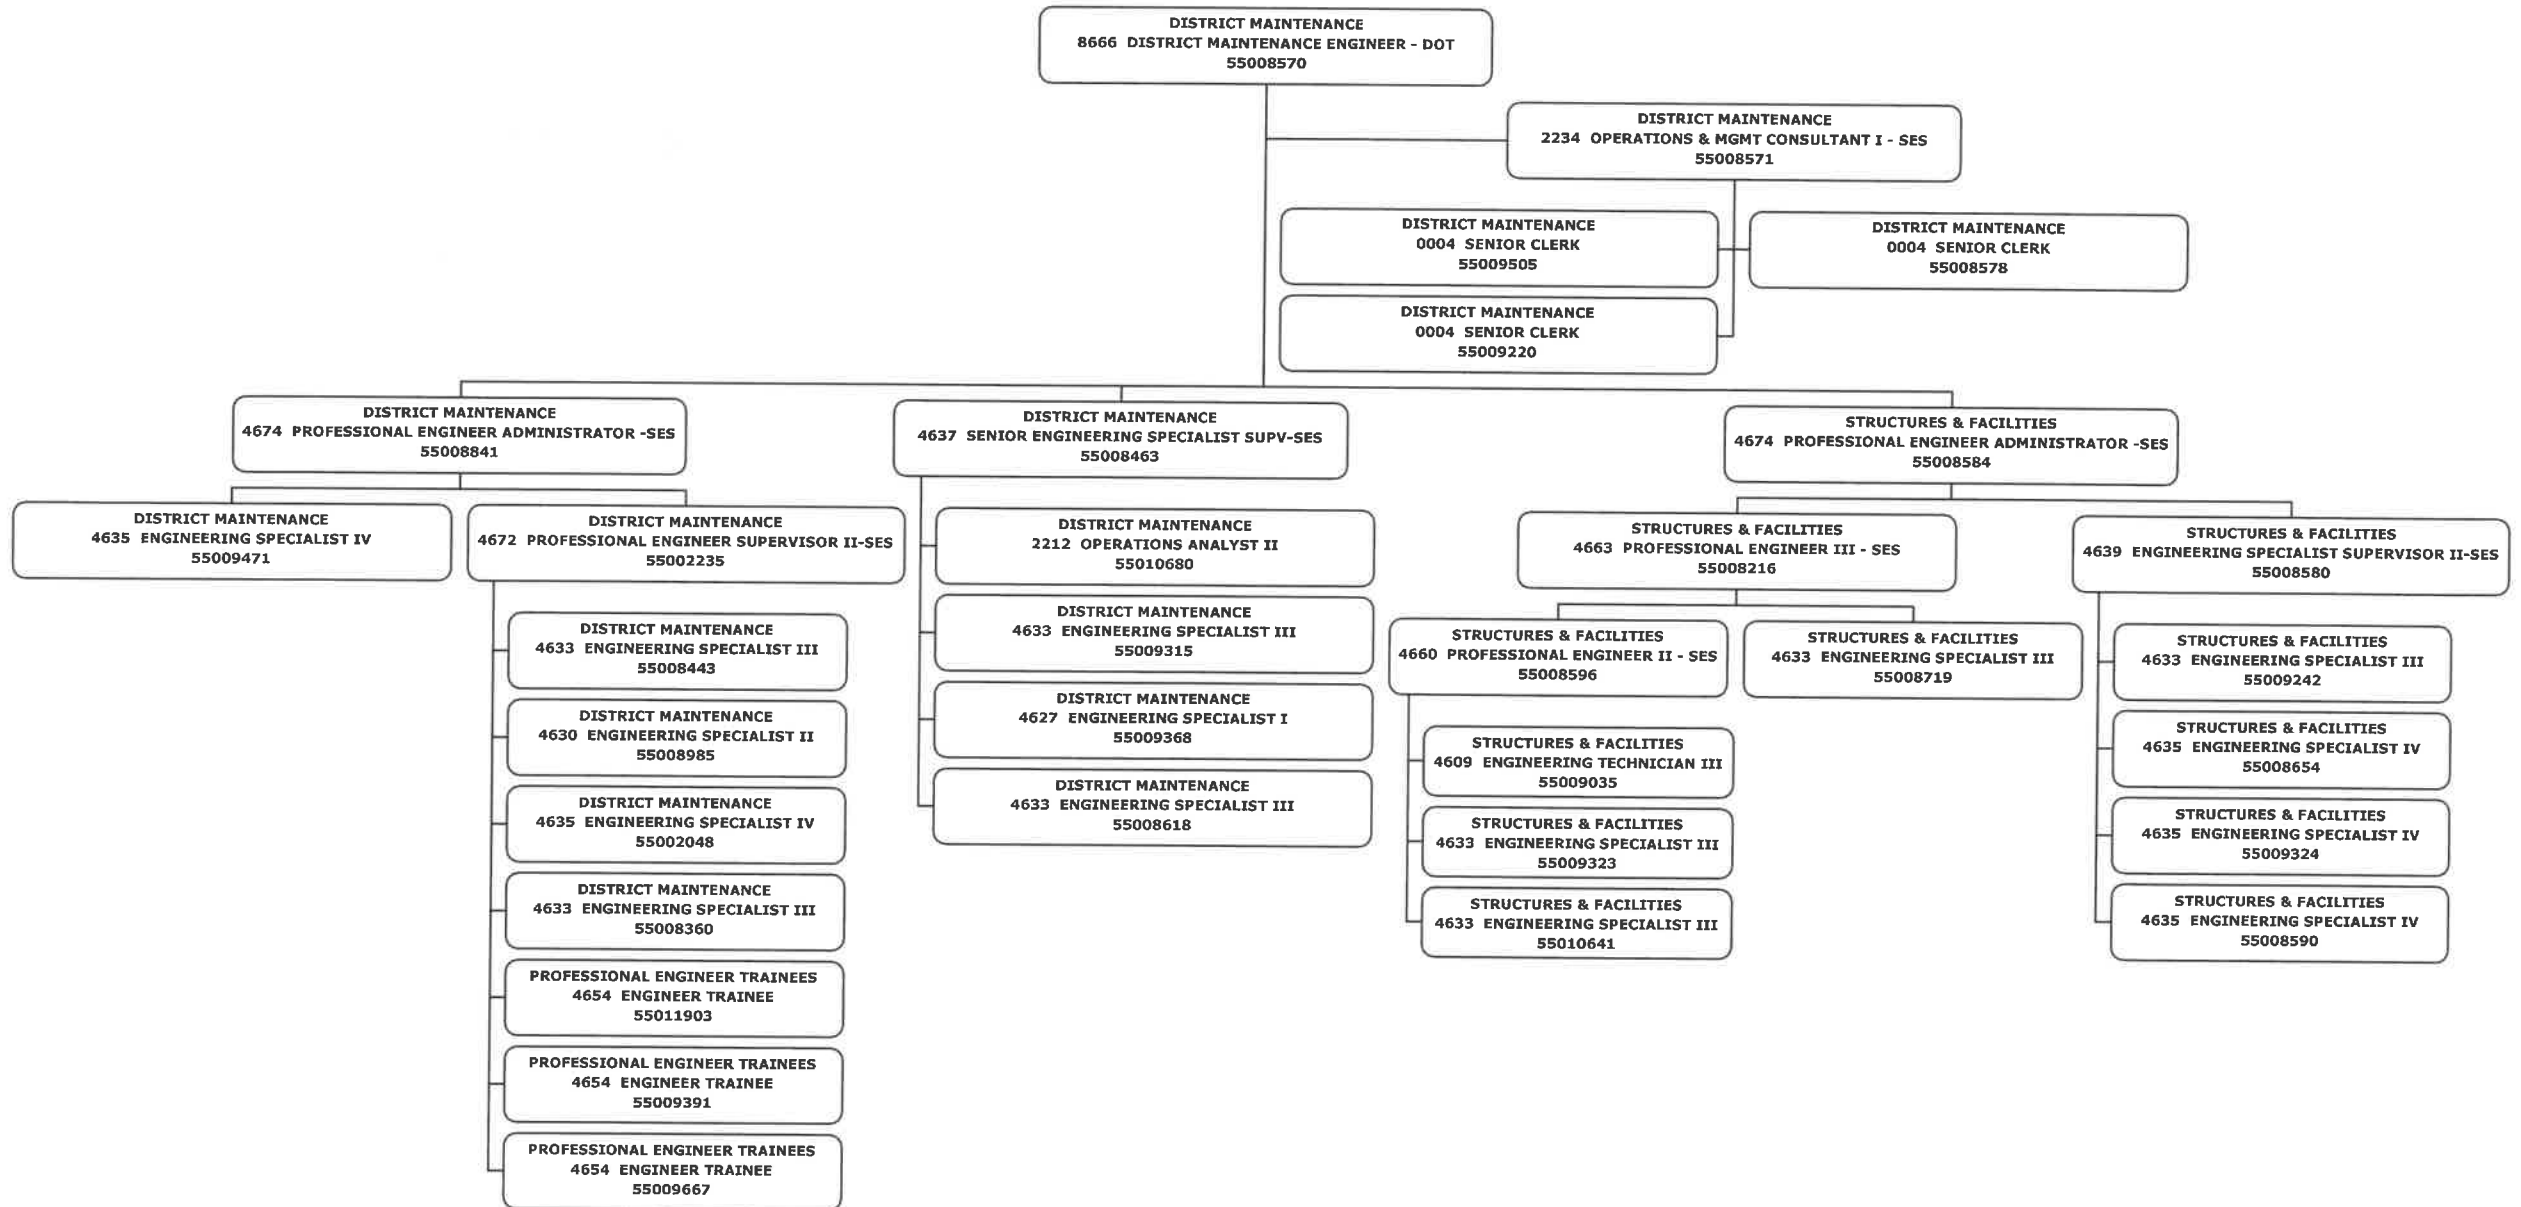 DISTRICT MAINTENANCE
8666 DISTRICT MAINTENANCE ENGINEER - DOT
55008570
DISTRICT MAINTENANCE
2234 OPERATIONS & MGMT CONSULTANT I - SES
55008571
DISTRICT MAINTENANCE
0004 SENIOR CLERK
55009505
DISTRICT MAINTENANCE
0004 SENIOR CLERK
55008578
DISTRICT MAINTENANCE
0004 SENIOR CLERK
55009220
DISTRICT MAINTENANCE
4674 PROFESSIONAL ENGINEER ADMINISTRATOR -SES
55008841
DISTRICT MAINTENANCE
4635 ENGINEERING SPECIALIST IV
55009471
DISTRICT MAINTENANCE
4672 PROFESSIONAL ENGINEER SUPERVISOR II-SES
55002235
DISTRICT MAINTENANCE
4633 ENGINEERING SPECIALIST III
55008443
DISTRICT MAINTENANCE
4630 ENGINEERING SPECIALIST II
55008985
DISTRICT MAINTENANCE
4635 ENGINEERING SPECIALIST IV
55002048
DISTRICT MAINTENANCE
4633 ENGINEERING SPECIALIST III
55008360
PROFESSIONAL ENGINEER TRAINEES
4654 ENGINEER TRAINEE
55011903
PROFESSIONAL ENGINEER TRAINEES
4654 ENGINEER TRAINEE
55009391
PROFESSIONAL ENGINEER TRAINEES
4654 ENGINEER TRAINEE
55009667
DISTRICT MAINTENANCE
4637 SENIOR ENGINEERING SPECIALIST SUPV-SES
55008463
DISTRICT MAINTENANCE
2212 OPERATIONS ANALYST II
55010680
DISTRICT MAINTENANCE
4633 ENGINEERING SPECIALIST III
55009315
DISTRICT MAINTENANCE
4627 ENGINEERING SPECIALIST I
55009368
DISTRICT MAINTENANCE
4633 ENGINEERING SPECIALIST III
55008618
STRUCTURES & FACILITIES
4674 PROFESSIONAL ENGINEER ADMINISTRATOR -SES
55008584
STRUCTURES & FACILITIES
4663 PROFESSIONAL ENGINEER III - SES
55008216
STRUCTURES & FACILITIES
4660 PROFESSIONAL ENGINEER II - SES
55008596
STRUCTURES & FACILITIES
4609 ENGINEERING TECHNICIAN III
55009035
STRUCTURES & FACILITIES
4633 ENGINEERING SPECIALIST III
55009323
STRUCTURES & FACILITIES
4633 ENGINEERING SPECIALIST III
55010641
STRUCTURES & FACILITIES
4633 ENGINEERING SPECIALIST III
55008719
STRUCTURES & FACILITIES
4639 ENGINEERING SPECIALIST SUPERVISOR II-SES
55008580
STRUCTURES & FACILITIES
4633 ENGINEERING SPECIALIST III
55009242
STRUCTURES & FACILITIES
4635 ENGINEERING SPECIALIST IV
55008654
STRUCTURES & FACILITIES
4635 ENGINEERING SPECIALIST IV
55009324
STRUCTURES & FACILITIES
4635 ENGINEERING SPECIALIST IV
55008590